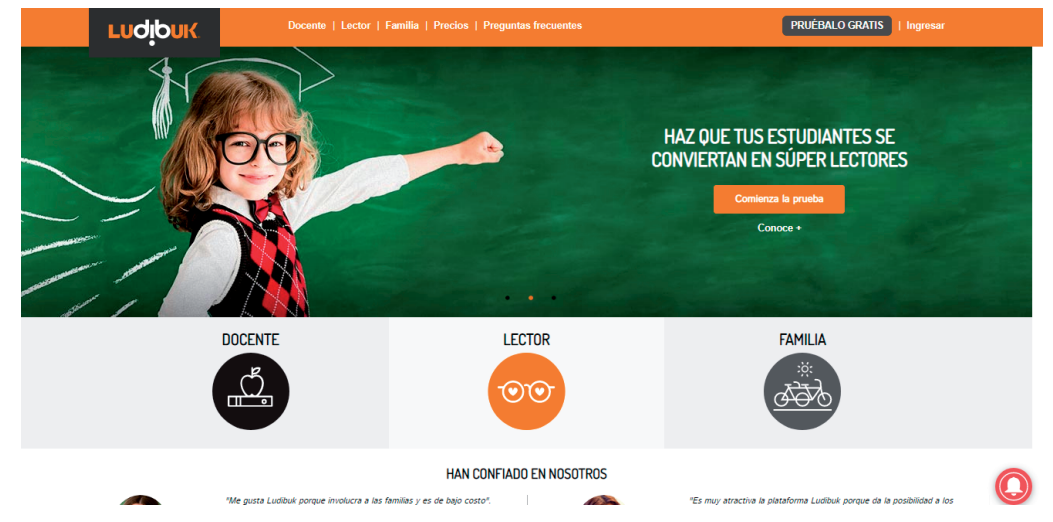 LUDIBUK
Docente | Lector | Familia | Precios | Preguntas frecuentes
PRUÉBALO GRATIS | Ingresar
HAZ QUE TUS ESTUDIANTES SE
CONVIERTAN EN SÚPER LECTORES
Comienza la prueba
Conoce +
DOCENTE
LECTOR
FAMILIA
HAN CONFIADO EN NOSOTROS
"Me gusta Ludibuk porque involucra a las familias y es de bajo costo".
"Es muy atractiva la plataforma Ludibuk porque da la posibilidad a los